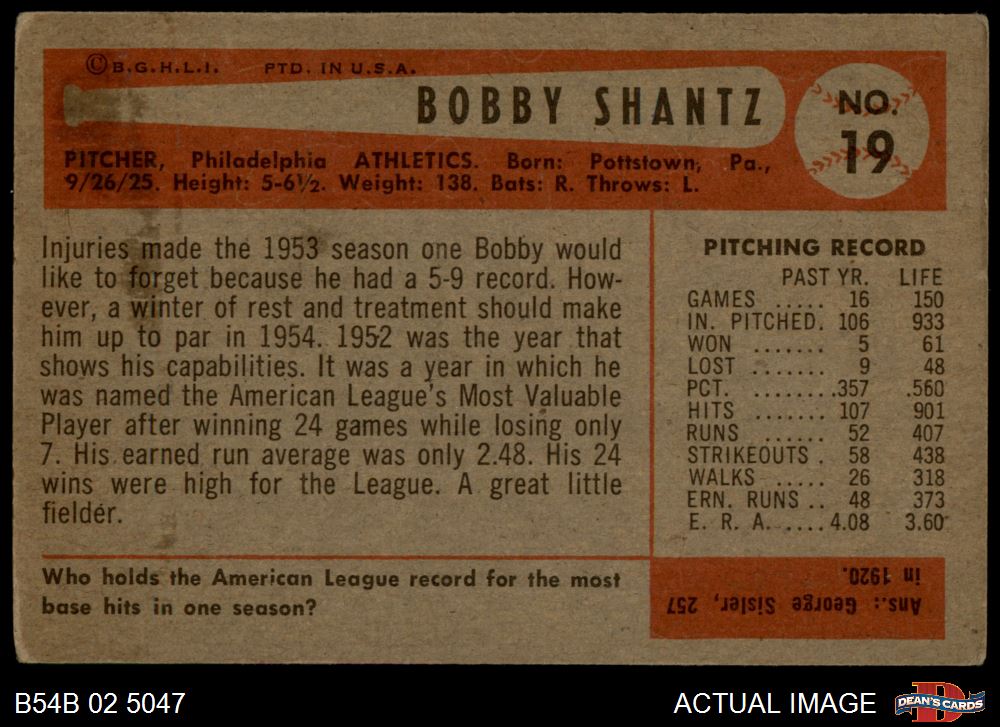 © B.G.H.L.I. PTD. IN U.S.A.
BOBBY SHANTZ
NO.
19
PITCHER, Philadelphia ATHLETICS. Born: Pottstown, Pa.,
9/26/25. Height: 5-6½. Weight: 138. Bats: R. Throws: L.
Injuries made the 1953 season one Bobby would
like to forget because he had a 5-9 record. How-
ever, a winter of rest and treatment should make
him up to par in 1954. 1952 was the year that
shows his capabilities. It was a year in which he
was named the American League's Most Valuable
Player after winning 24 games while losing only
7. His earned run average was only 2.48. His 24
wins were high for the League. A great little
fielder.
PITCHING RECORD
PAST YR. LIFE
GAMES ..... 16 150
IN. PITCHED. 106 933
WON ....... 5 61
LOST ....... 9 48
PCT. ........357 .560
HITS ....... 107 901
RUNS ...... 52 407
STRIKEOUTS . 58 438
WALKS ..... 26 318
ERN. RUNS .. 48 373
E. R. A. ....4.08 3.60
Who holds the American League record for the most
base hits in one season?
Ans.: George Sisler, 257
in 1920.
B54B 02 5047
ACTUAL IMAGE
D
DEAN'S CARDS